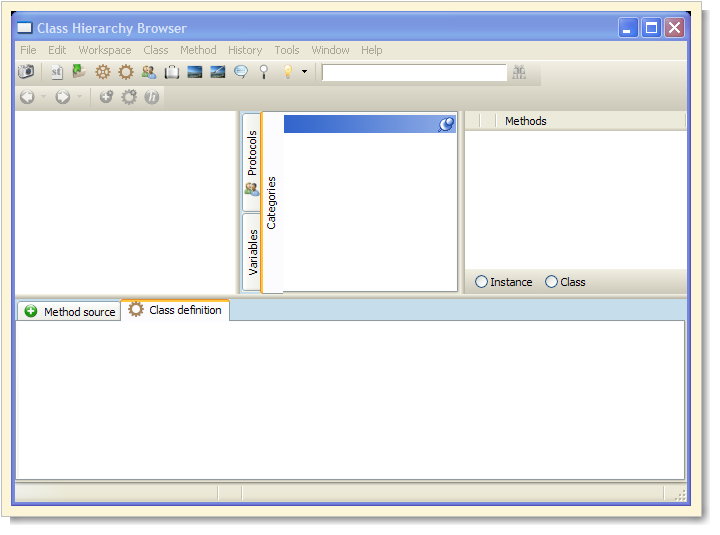 Class Hierarchy Browser
File Edit Workspace Class Method History Tools Window Help
st
Protocols
Variables
Categories
Methods
Instance Class
Method source Class definition